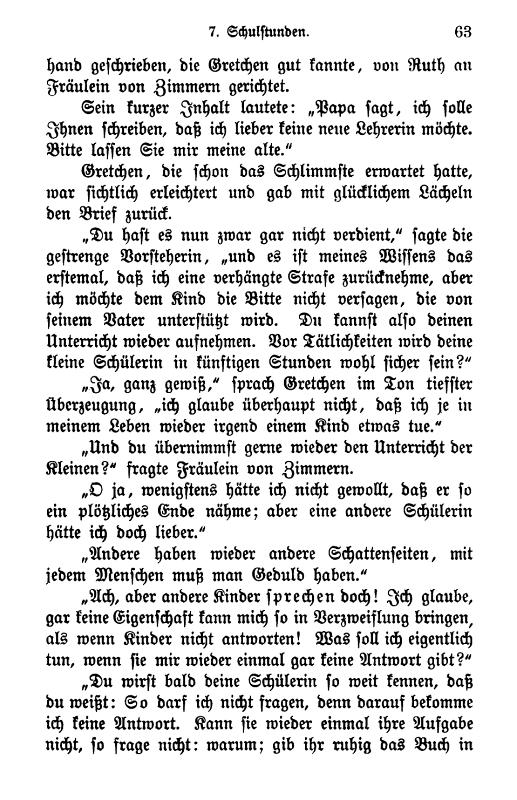 7. Schulstunden. 63
hand geschrieben, die Gretchen gut kannte, von Ruth an
Fräulein von Zimmern gerichtet.
Sein kurzer Inhalt lautete: „Papa sagt, ich solle
Ihnen schreiben, daß ich lieber keine neue Lehrerin möchte.
Bitte lassen Sie mir meine alte.“
Gretchen, die schon das Schlimmste erwartet hatte,
war sichtlich erleichtert und gab mit glücklichem Lächeln
den Brief zurück.
„Du hast es nun zwar gar nicht verdient,“ sagte die
gestrenge Vorsteherin, „und es ist meines Wissens das
erstemal, daß ich eine verhängte Strafe zurücknehme, aber
ich möchte dem Kind die Bitte nicht versagen, die von
seinem Vater unterstützt wird. Du kannst also deinen
Unterricht wieder aufnehmen. Vor Tätlichkeiten wird deine
kleine Schülerin in künftigen Stunden wohl sicher sein?“
„Ja, ganz gewiß,“ sprach Gretchen im Ton tiefster
Überzeugung, „ich glaube überhaupt nicht, daß ich je in
meinem Leben wieder irgend einem Kind etwas tue.“
„Und du übernimmst gerne wieder den Unterricht der
Kleinen?“ fragte Fräulein von Zimmern.
„O ja, wenigstens hätte ich nicht gewollt, daß er so
ein plötzliches Ende nähme; aber eine andere Schülerin
hätte ich doch lieber.“
„Andere haben wieder andere Schattenseiten, mit
jedem Menschen muß man Geduld haben.“
„Ach, aber andere Kinder sprechen doch! Ich glaube,
gar keine Eigenschaft kann mich so in Verzweiflung bringen,
als wenn Kinder nicht antworten! Was soll ich eigentlich
tun, wenn sie mir wieder einmal gar keine Antwort gibt?“
„Du wirst bald deine Schülerin so weit kennen, daß
du weißt: So darf ich nicht fragen, denn darauf bekomme
ich keine Antwort. Kann sie wieder einmal ihre Aufgabe
nicht, so frage nicht: warum; gib ihr ruhig das Buch in